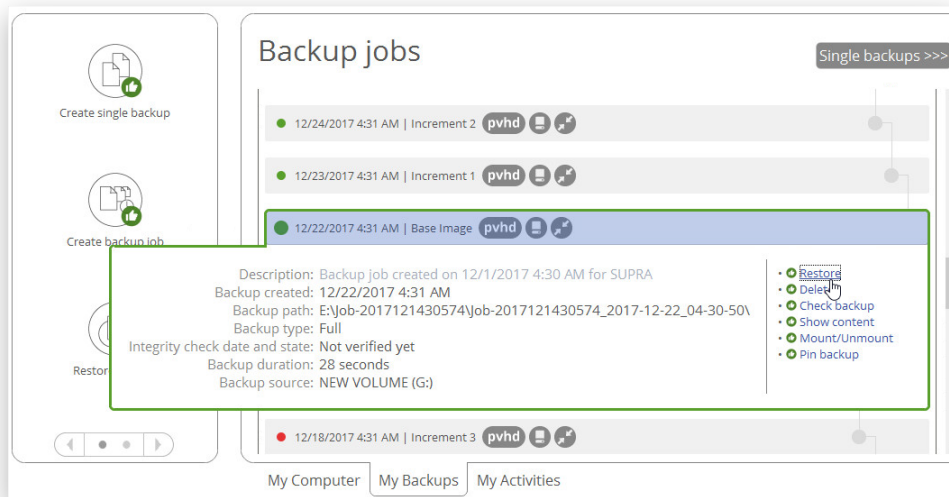 Create single backup
Create backup job
Restor
Backup jobs
Single backups >>>
12/24/2017 4:31 AM | Increment 2 pvhd
12/23/2017 4:31 AM | Increment 1 pvhd
12/22/2017 4:31 AM | Base Image pvhd
Description: Backup job created on 12/1/2017 4:30 AM for SUPRA
Backup created: 12/22/2017 4:31 AM
Backup path: E:\Job-2017121430574\Job-2017121430574_2017-12-22_04-30-50\
Backup type: Full
Integrity check date and state: Not verified yet
Backup duration: 28 seconds
Backup source: NEW VOLUME (G:)
• Restore
• Delet
• Check backup
• Show content
• Mount/Unmount
• Pin backup
12/18/2017 4:31 AM | Increment 3 pvhd
My Computer My Backups My Activities